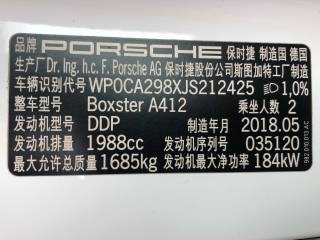 品牌 PORSCHE 保时捷 制造国 德国
生产厂Dr. Ing. h.c. F. Porsche AG 保时捷股份公司斯图加特工厂制造
车辆识别代号 WP0CA298XJS212425 1,0%
整车型号 Boxster A412 乘坐人数 2
发动机型号 DDP 制造年月 2018.05
发动机排量 1988cc 发动机序列号 035120
最大允许总质量 1685kg 发动机最大净功率 184kW